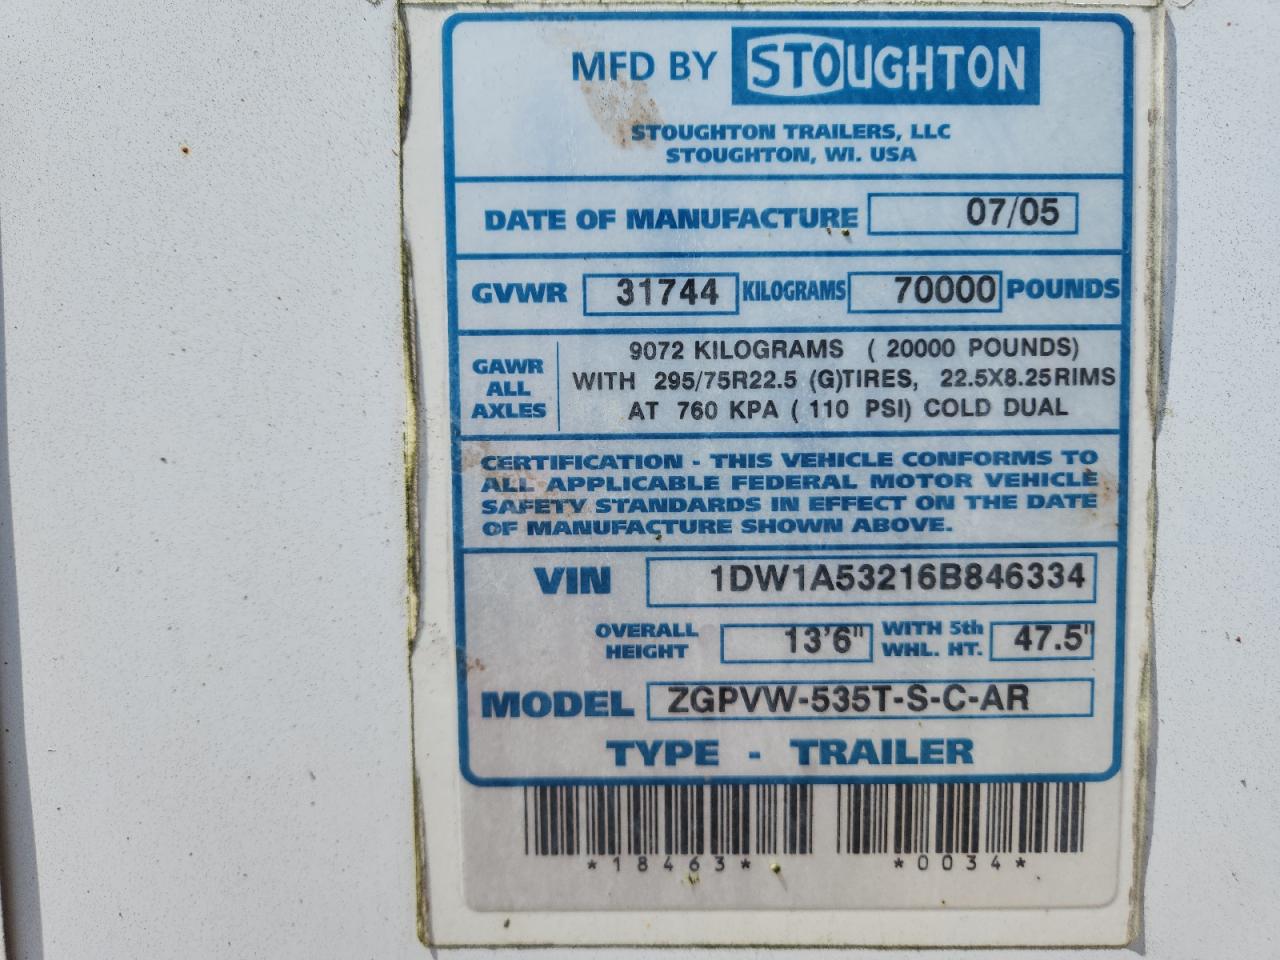 MFD BY STOUGHTON
STOUGHTON TRAILERS, LLC
STOUGHTON, WI. USA
DATE OF MANUFACTURE 07/05
GVWR 31744 KILOGRAMS 70000 POUNDS
GAWR ALL AXLES
9072 KILOGRAMS ( 20000 POUNDS)
WITH 295/75R22.5 (G)TIRES, 22.5X8.25RIMS
AT 760 KPA ( 110 PSI) COLD DUAL
CERTIFICATION - THIS VEHICLE CONFORMS TO
ALL APPLICABLE FEDERAL MOTOR VEHICLE
SAFETY STANDARDS IN EFFECT ON THE DATE
OF MANUFACTURE SHOWN ABOVE.
VIN 1DW1A53216B846334
OVERALL HEIGHT 13'6" WITH 5th WHL. HT. 47.5"
MODEL ZGPVW-535T-S-C-AR
TYPE - TRAILER
*18463* *0034*